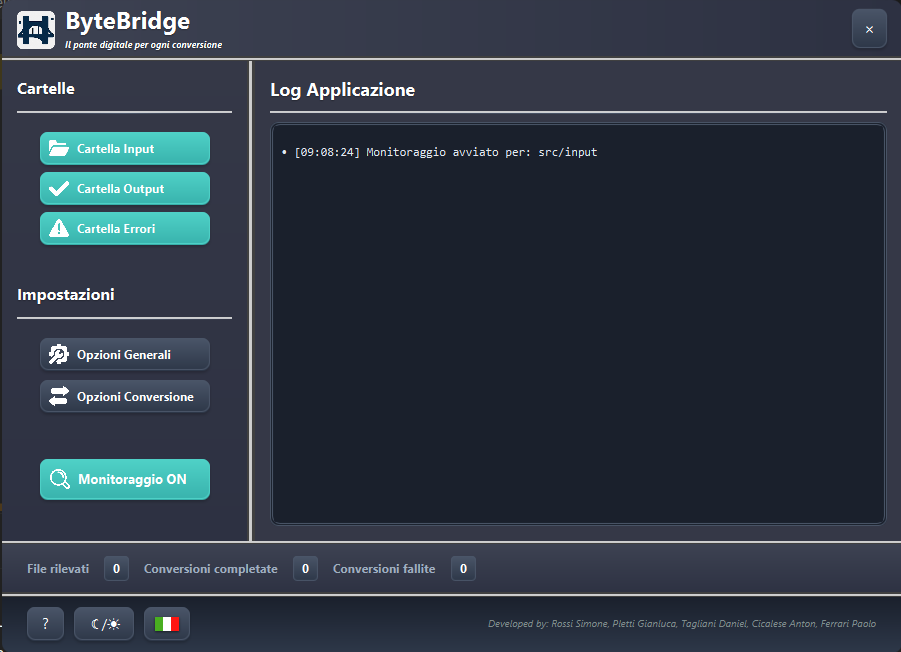 ByteBridge
Il ponte digitale per ogni conversione
×
Cartelle
Cartella Input
Cartella Output
Cartella Errori
Impostazioni
Opzioni Generali
Opzioni Conversione
Monitoraggio ON
Log Applicazione
• [09:08:24] Monitoraggio avviato per: src/input
File rilevati 0 Conversioni completate 0 Conversioni fallite 0
? ☾/☀
Developed by: Rossi Simone, Pletti Gianluca, Tagliani Daniel, Cicalese Anton, Ferrari Paolo